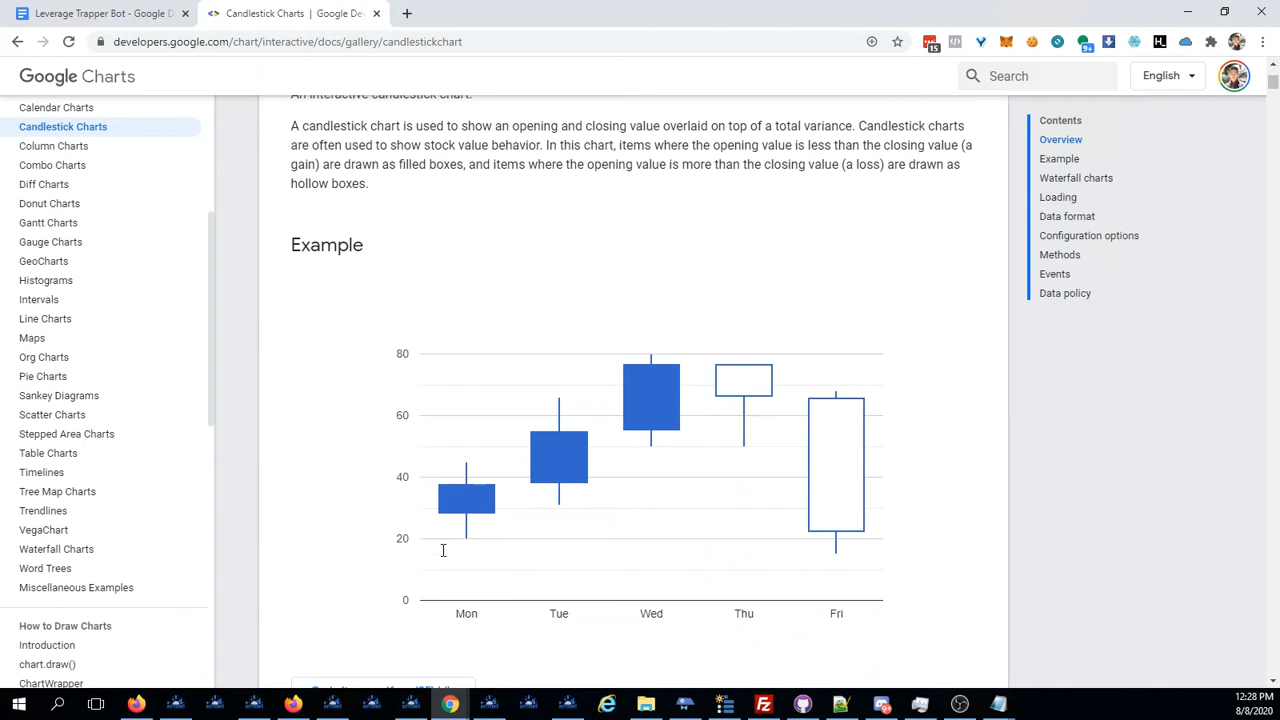 Leverage Trapper Bot - Google D
Candlestick Charts | Google De
developers.google.com/chart/interactive/docs/gallery/candlestickchart
15
9+
Google Charts
Search
English
Calendar Charts
Candlestick Charts
Column Charts
Combo Charts
Diff Charts
Donut Charts
Gantt Charts
Gauge Charts
GeoCharts
Histograms
Intervals
Line Charts
Maps
Org Charts
Pie Charts
Sankey Diagrams
Scatter Charts
Stepped Area Charts
Table Charts
Timelines
Tree Map Charts
Trendlines
VegaChart
Waterfall Charts
Word Trees
Miscellaneous Examples
How to Draw Charts
Introduction
chart.draw()
ChartWrapper
An interactive candlestick chart.
A candlestick chart is used to show an opening and closing value overlaid on top of a total variance. Candlestick charts
are often used to show stock value behavior. In this chart, items where the opening value is less than the closing value (a
gain) are drawn as filled boxes, and items where the opening value is more than the closing value (a loss) are drawn as
hollow boxes.
Example
80
60
40
20
0
Mon Tue Wed Thu Fri
Contents
Overview
Example
Waterfall charts
Loading
Data format
Configuration options
Methods
Events
Data policy
12:28 PM
8/8/2020